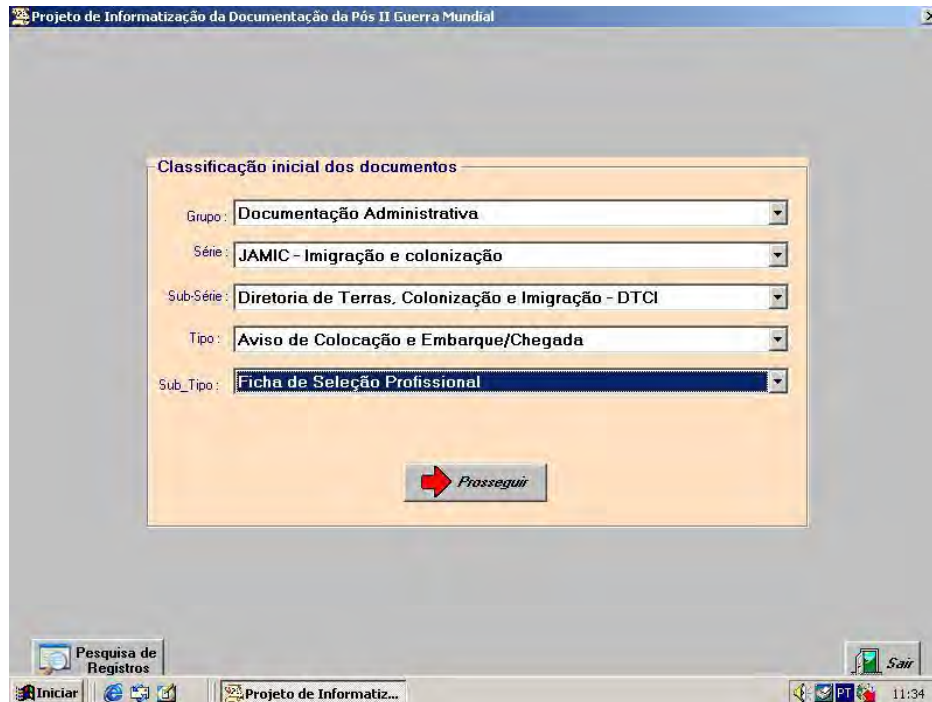 Projeto de Informatização da Documentação da Pós II Guerra Mundial
Classificação inicial dos documentos
Grupo : Documentação Administrativa
Série : JAMIC - Imigração e colonização
Sub-Série : Diretoria de Terras, Colonização e Imigração - DTCI
Tipo : Aviso de Colocação e Embarque/Chegada
Sub_Tipo : Ficha de Seleção Profissional
Prosseguir
Pesquisa de
Registros
Sair
Iniciar
Projeto de Informatiz...
PT
11:34